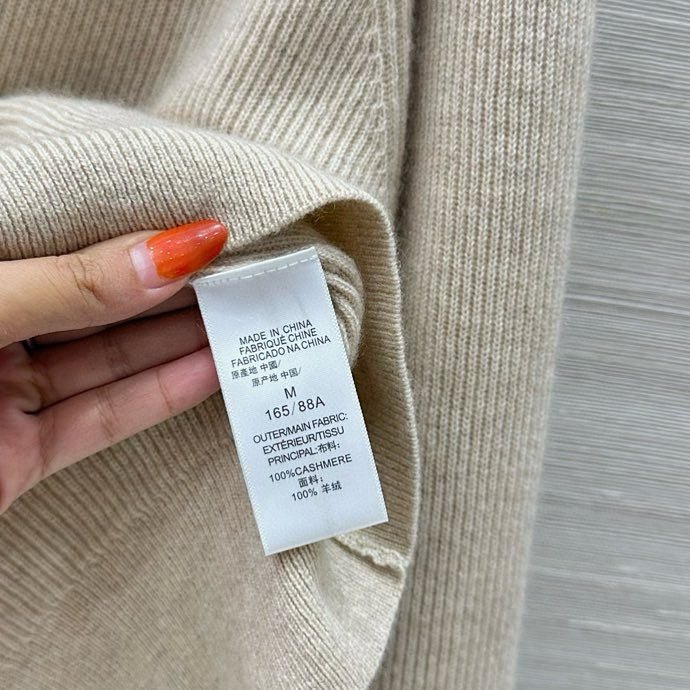 MADE IN CHINA
FABRIQUÉ CHINE
FABRICADO NA CHINA
原產地 中國/
原产地 中国/
M
165/88A
OUTER/MAIN FABRIC:
EXTÉRIEUR/TISSU
PRINCIPAL:布料:
100%CASHMERE
面料:
100% 羊绒